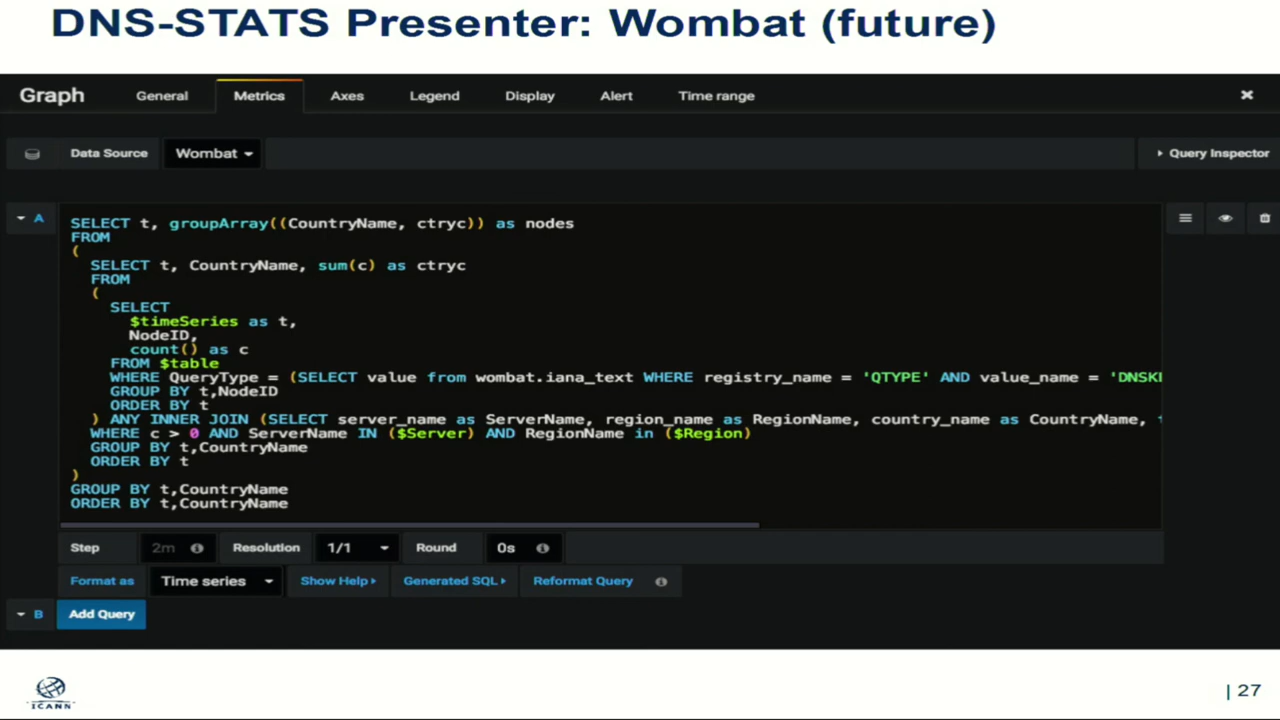 DNS-STATS Presenter: Wombat (future)
Graph General Metrics Axes Legend Display Alert Time range ×
Data Source Wombat Query Inspector
A
SELECT t, groupArray((CountryName, ctryc)) as nodes
FROM
(
SELECT t, CountryName, sum(c) as ctryc
FROM
(
SELECT
$timeSeries as t,
NodeID,
count() as c
FROM $table
WHERE QueryType = (SELECT value from wombat.iana_text WHERE registry_name = 'QTYPE' AND value_name = 'DNSKE
GROUP BY t,NodeID
ORDER BY t
) ANY INNER JOIN (SELECT server_name as ServerName, region_name as RegionName, country_name as CountryName,
WHERE c > 0 AND ServerName IN ($Server) AND RegionName in ($Region)
GROUP BY t,CountryName
ORDER BY t
)
GROUP BY t,CountryName
ORDER BY t,CountryName
Step 2m Resolution 1/1 Round 0s
Format as Time series Show Help Generated SQL Reformat Query
B Add Query
ICANN
| 27